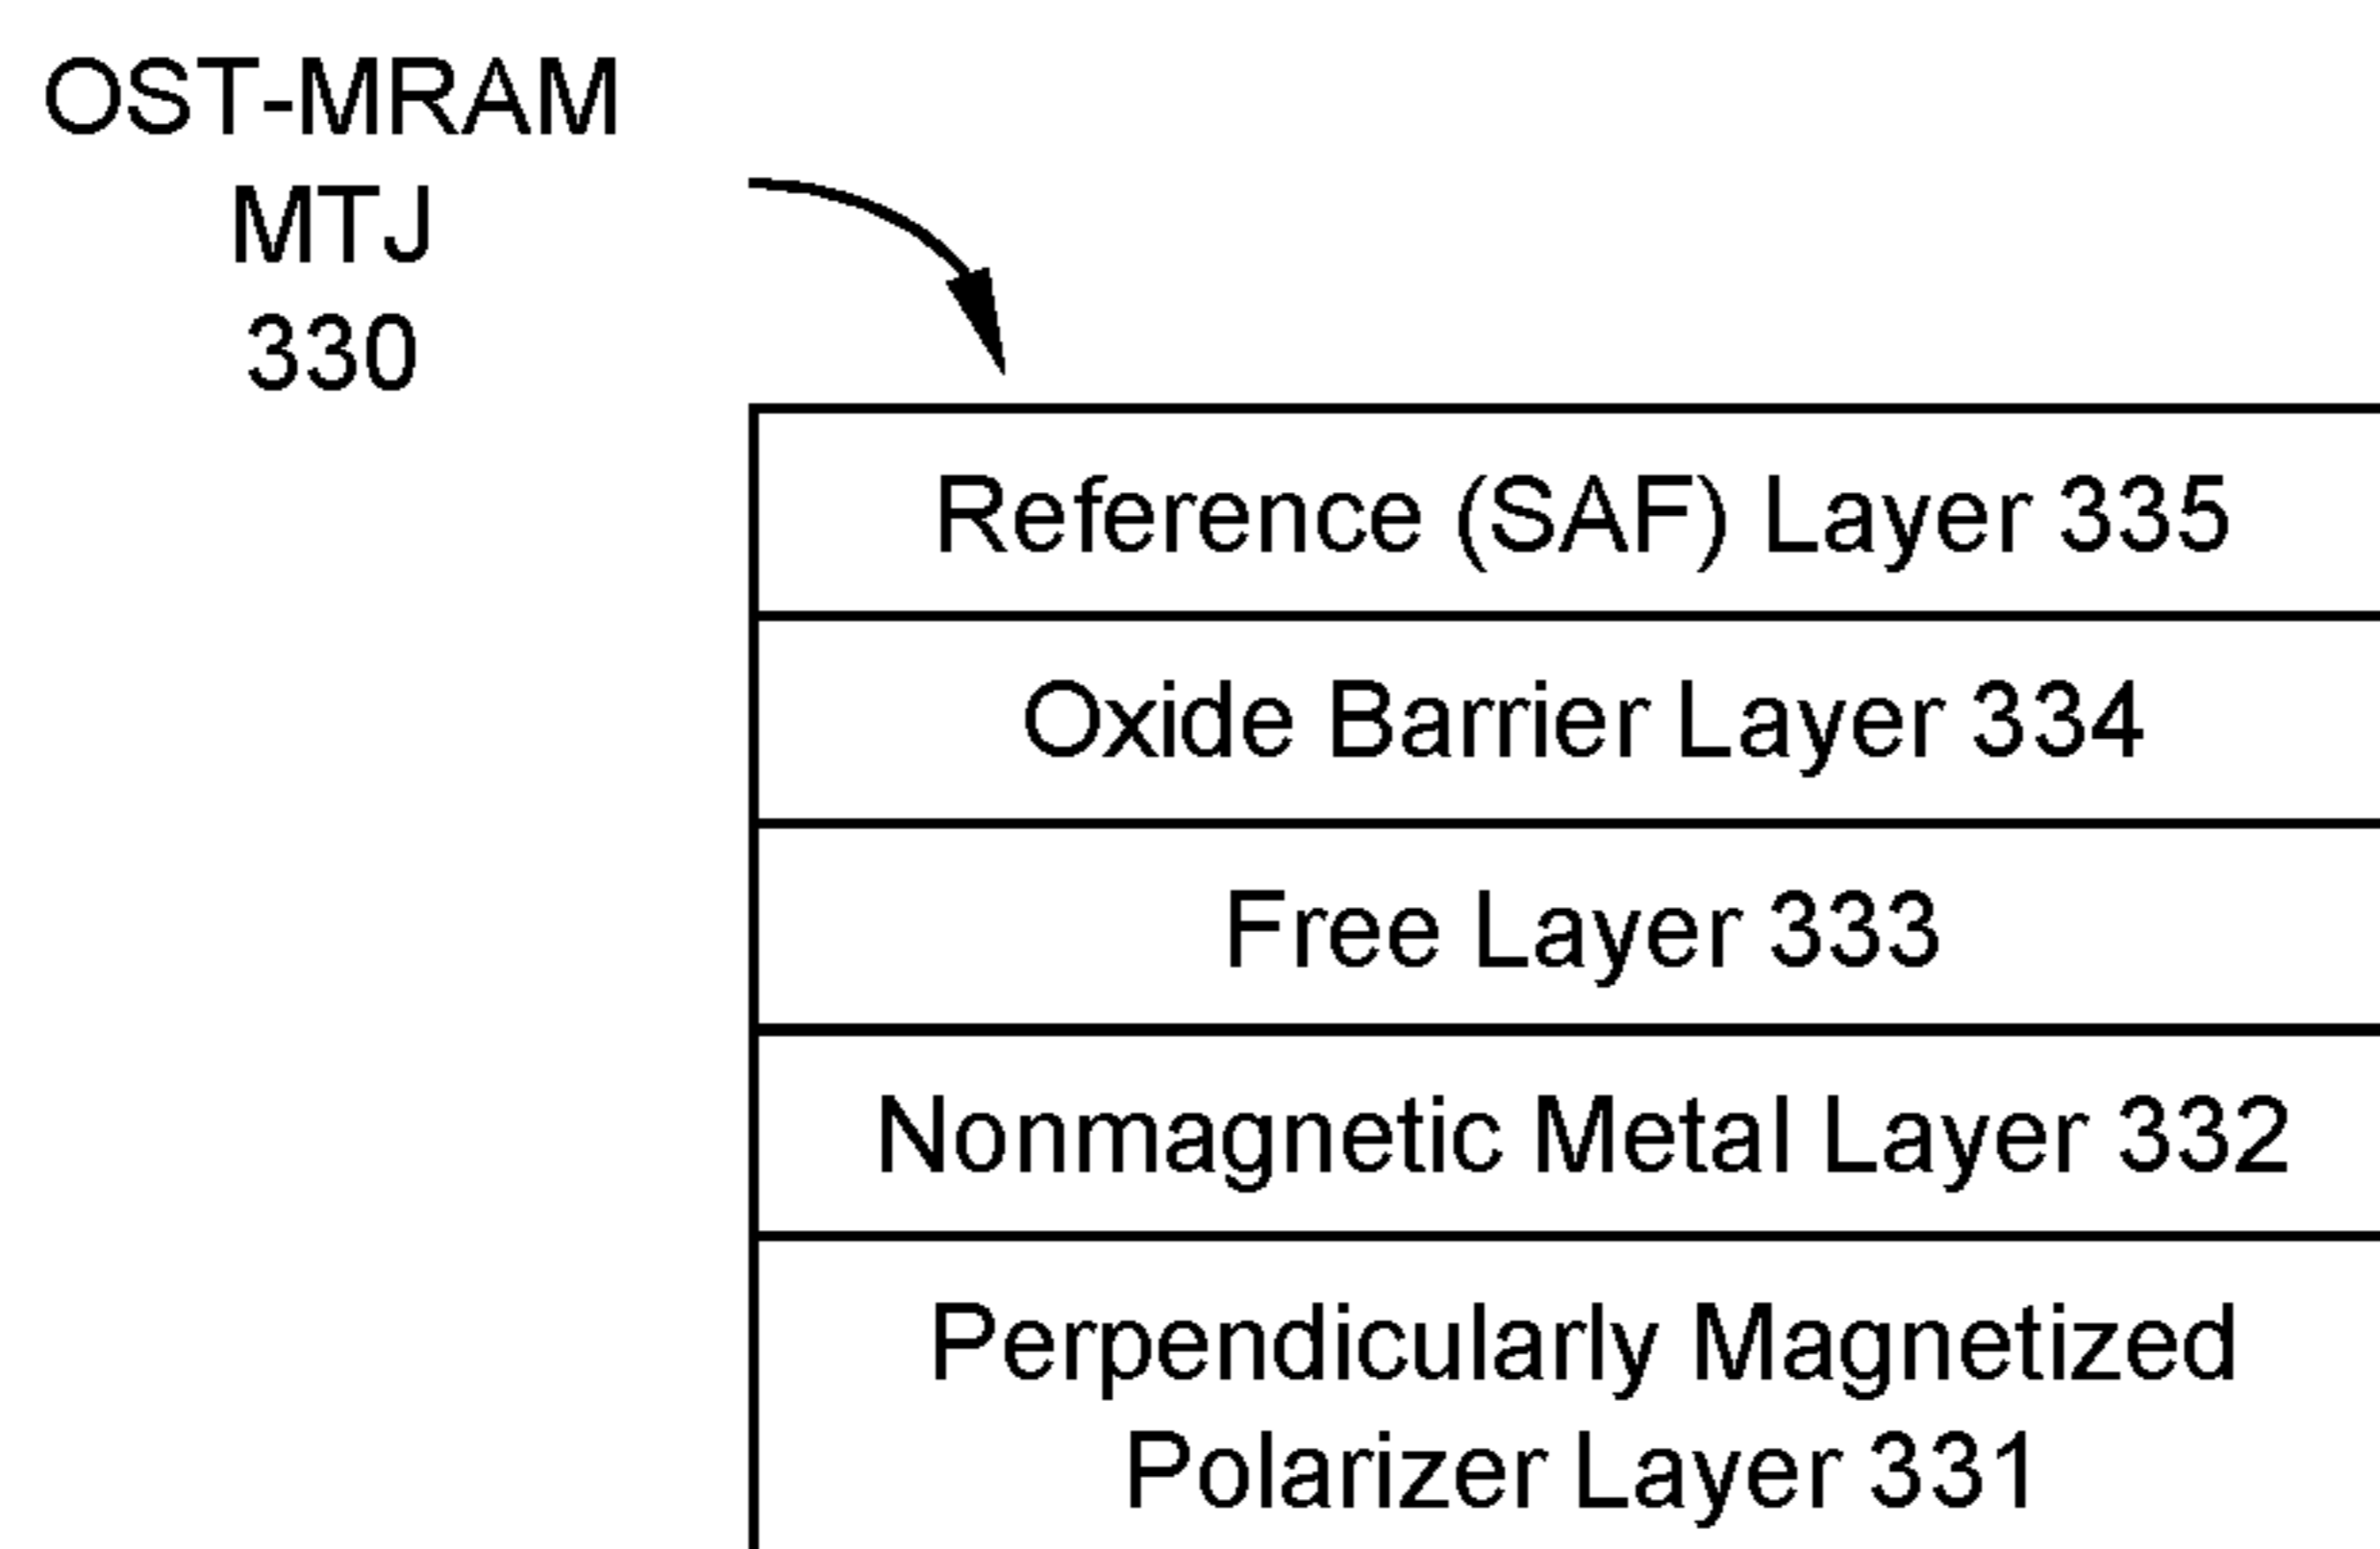 OST-MRAM
MTJ
330
Reference (SAF) Layer 335
Oxide Barrier Layer 334
Free Layer 333
Nonmagnetic Metal Layer 332
Perpendicularly Magnetized
Polarizer Layer 331